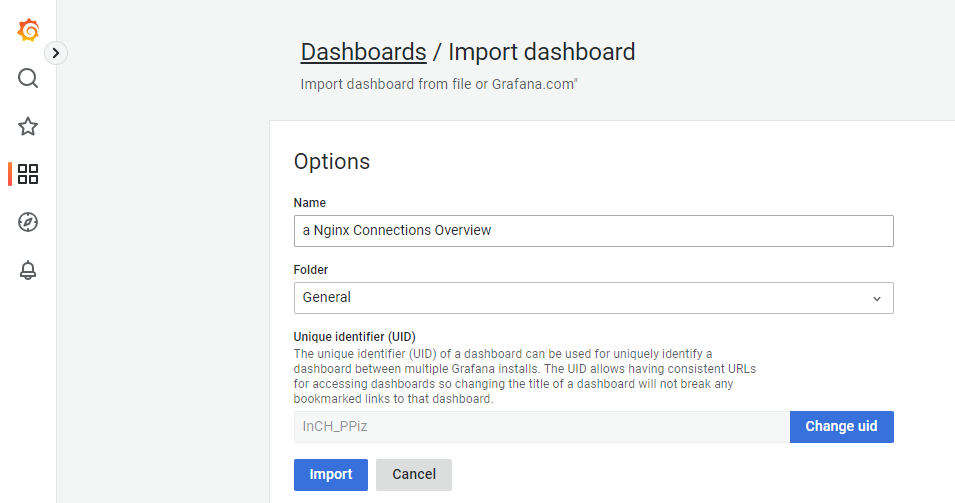 Dashboards / Import dashboard
Import dashboard from file or Grafana.com"
Options
Name
a Nginx Connections Overview
Folder
General
Unique identifier (UID)
The unique identifier (UID) of a dashboard can be used for uniquely identify a
dashboard between multiple Grafana installs. The UID allows having consistent URLs
for accessing dashboards so changing the title of a dashboard will not break any
bookmarked links to that dashboard.
InCH_PPiz
Change uid
Import
Cancel